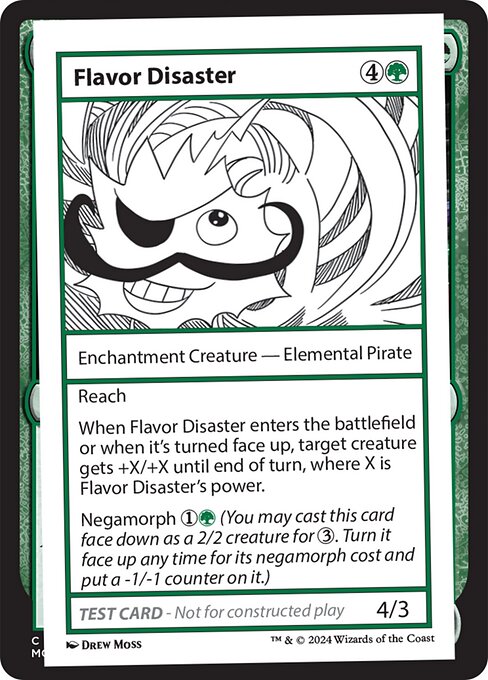 Flavor Disaster 4
Enchantment Creature — Elemental Pirate
Reach
When Flavor Disaster enters the battlefield
or when it's turned face up, target creature
gets +X/+X until end of turn, where X is
Flavor Disaster's power.
Negamorph 1 (You may cast this card
face down as a 2/2 creature for 3. Turn it
face up any time for its negamorph cost and
put a -1/-1 counter on it.)
TEST CARD - Not for constructed play 4/3
DREW MOSS ™ & © 2024 Wizards of the Coast